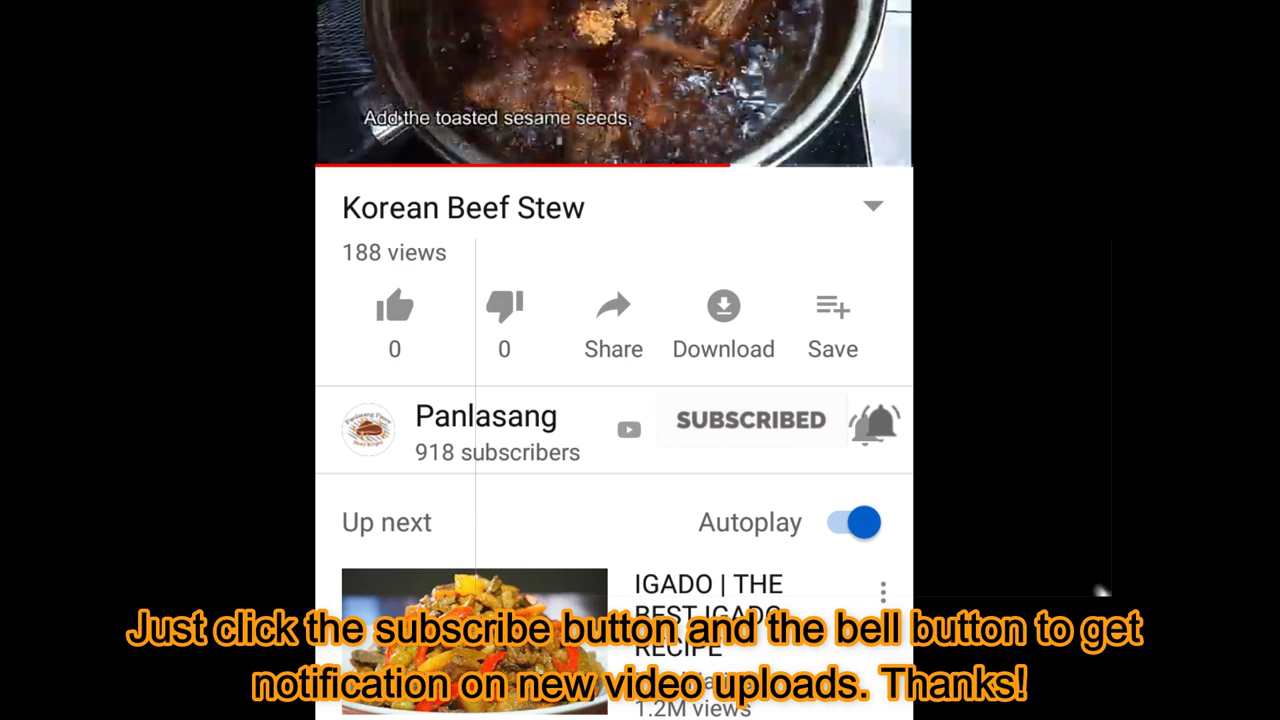 Add the toasted sesame seeds,
Korean Beef Stew
188 views
0
0
Share
Download
Save
Panlasang
918 subscribers
SUBSCRIBED
Up next
Autoplay
IGADO | THE
BEST IGADO
RECIPE
1.2M views
Just click the subscribe button and the bell button to get
notification on new video uploads. Thanks!